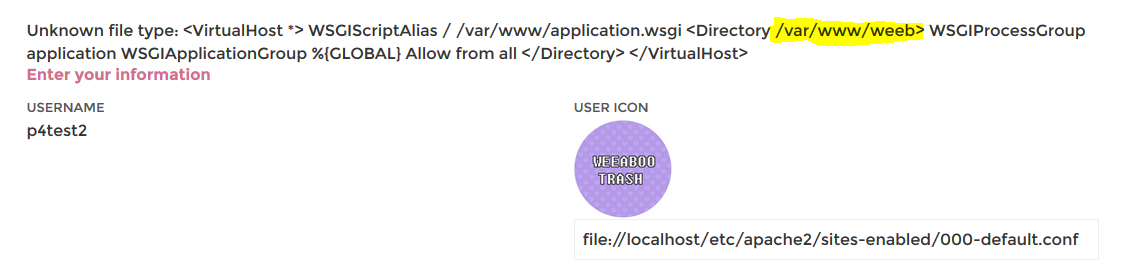 Unknown file type: <VirtualHost *> WSGIScriptAlias / /var/www/application.wsgi <Directory /var/www/weeb> WSGIProcessGroup
application WSGIApplicationGroup %{GLOBAL} Allow from all </Directory> </VirtualHost>
Enter your information
USERNAME
p4test2
USER ICON
WEEABOO
TRASH
file://localhost/etc/apache2/sites-enabled/000-default.conf